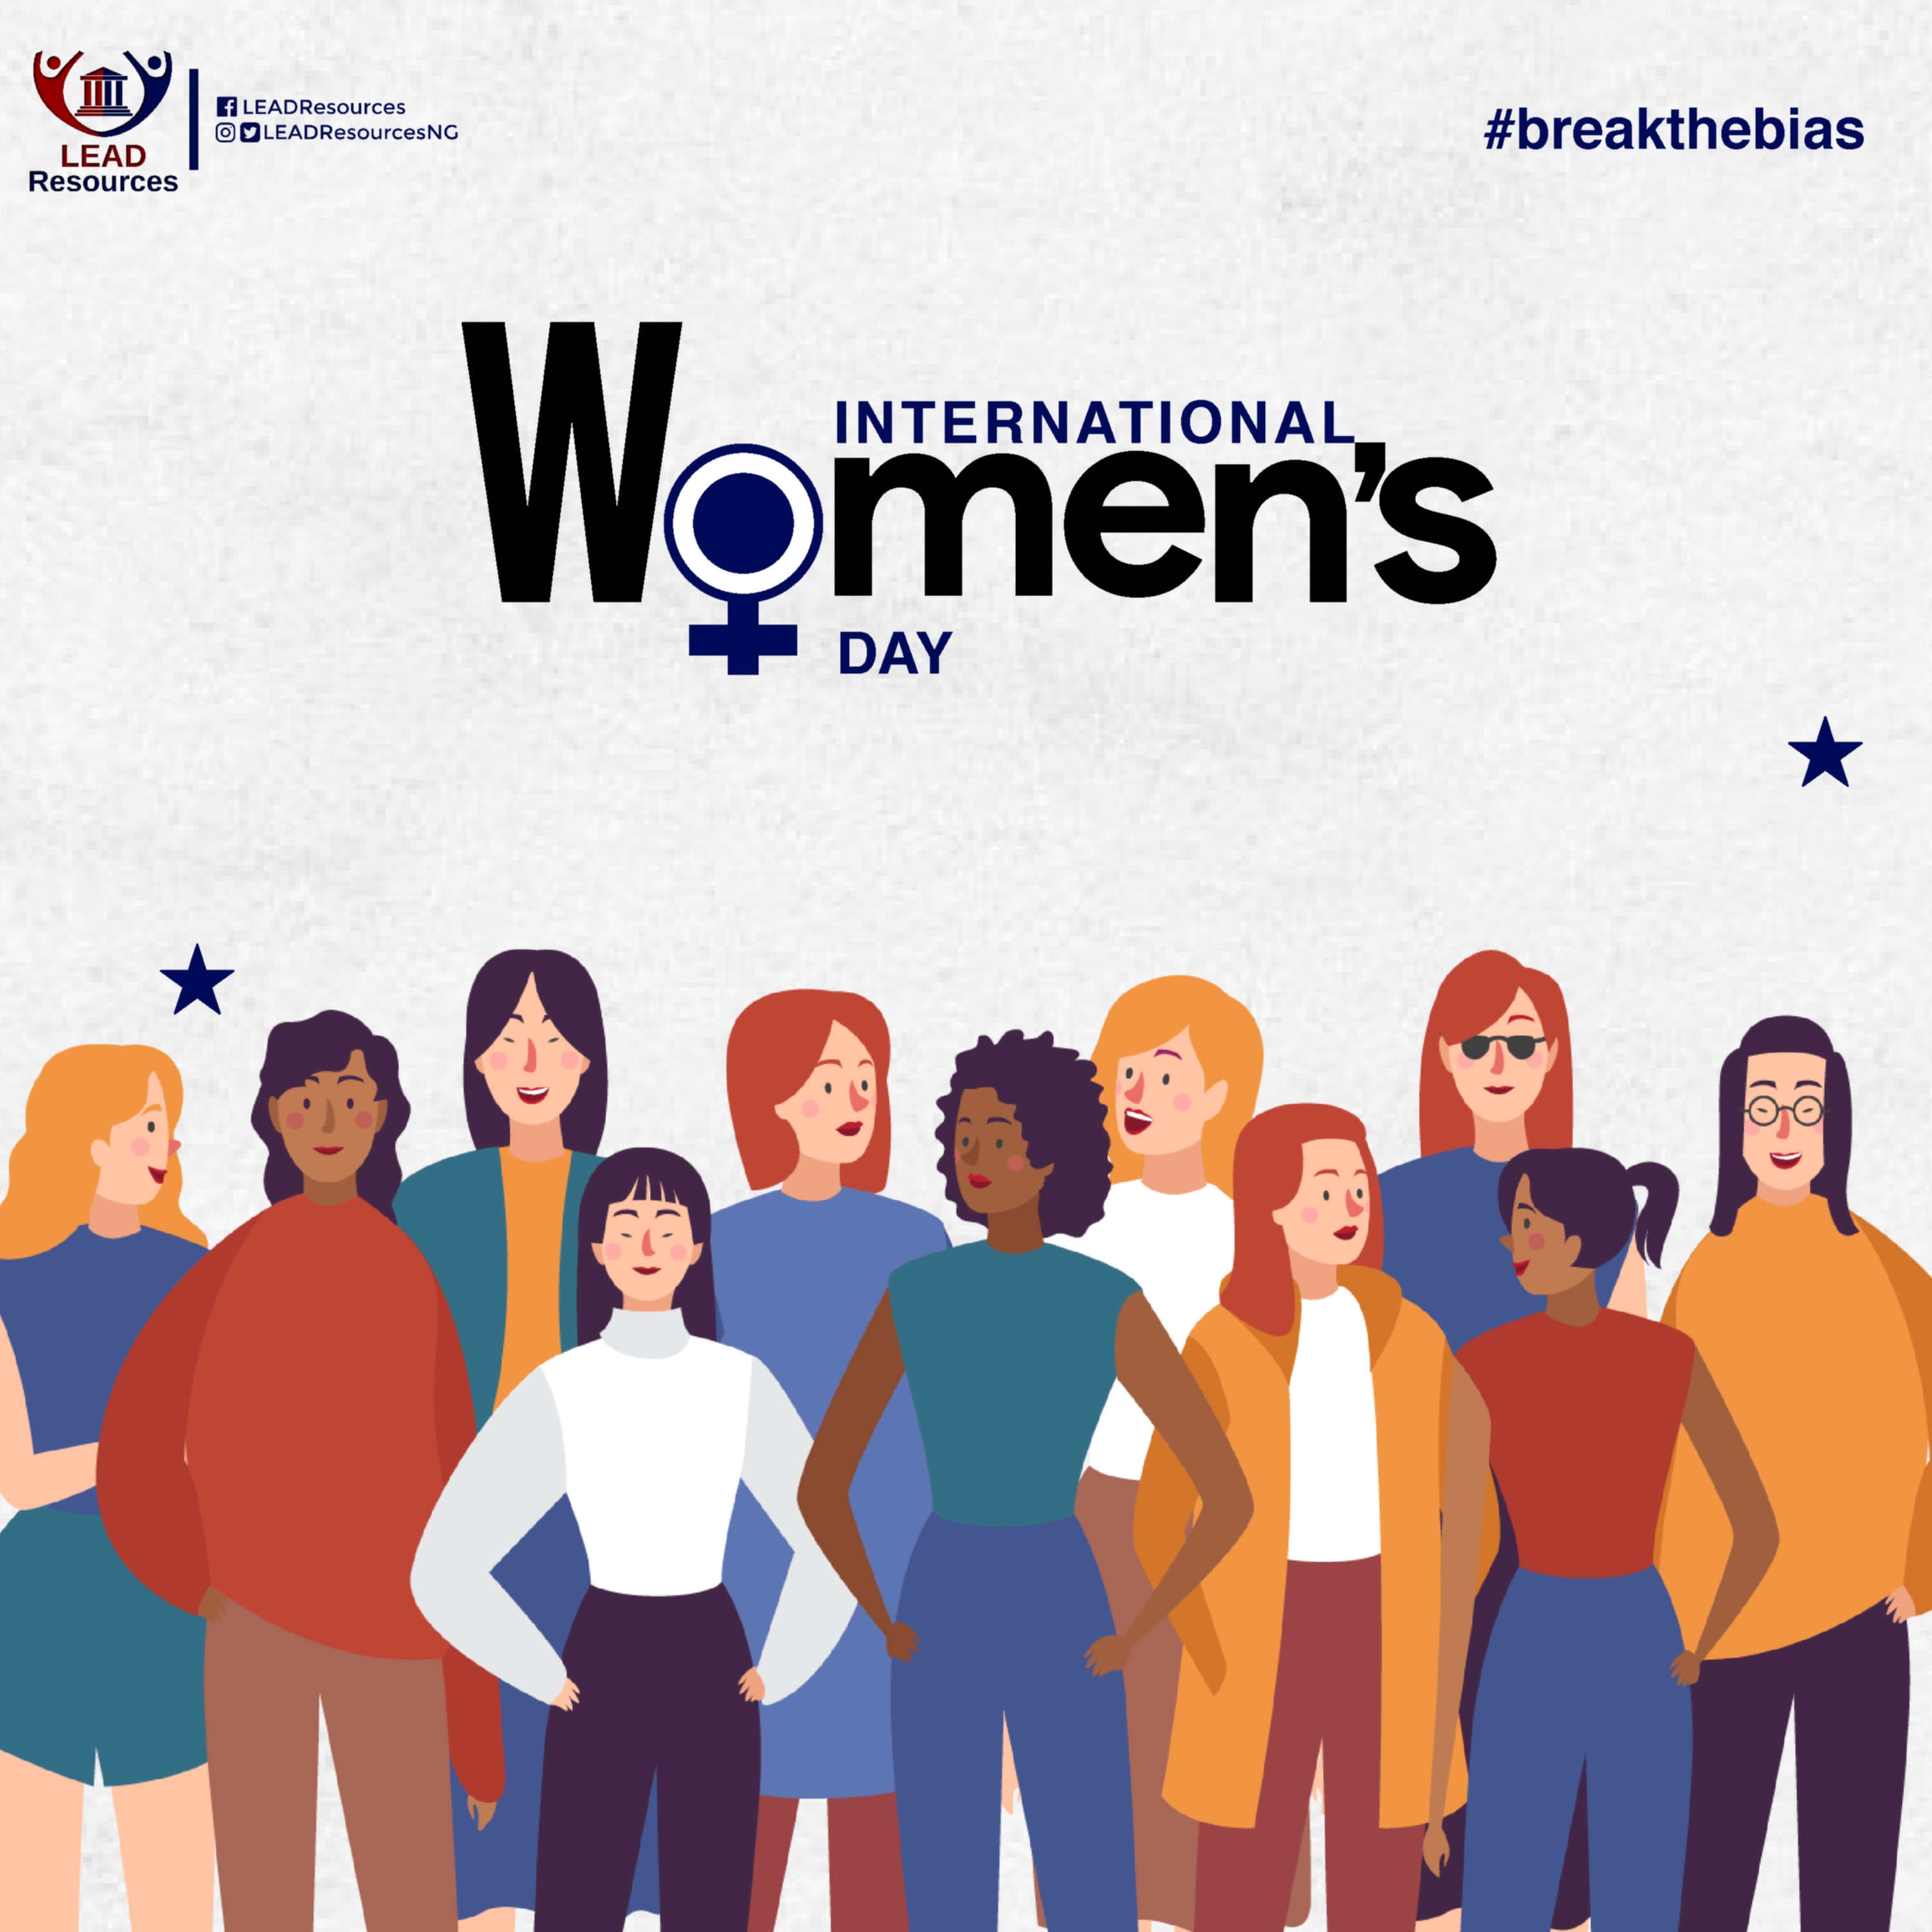 LEAD
Resources
LEADResources
LEADResourcesNG
#breakthebias
INTERNATIONAL
Women's
DAY